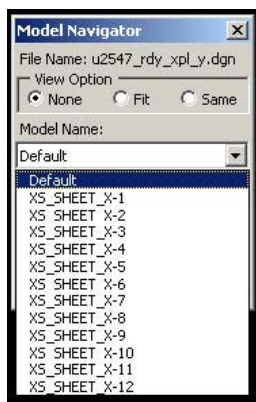 Model Navigator
File Name: u2547_rdy_xpl_y.dgn
View Option
None Fit Same
Model Name:
Default
Default
XS_SHEET_X-1
XS_SHEET_X-2
XS_SHEET_X-3
XS_SHEET_X-4
XS_SHEET_X-5
XS_SHEET_X-6
XS_SHEET_X-7
XS_SHEET_X-8
XS_SHEET_X-9
XS_SHEET_X-10
XS_SHEET_X-11
XS_SHEET_X-12